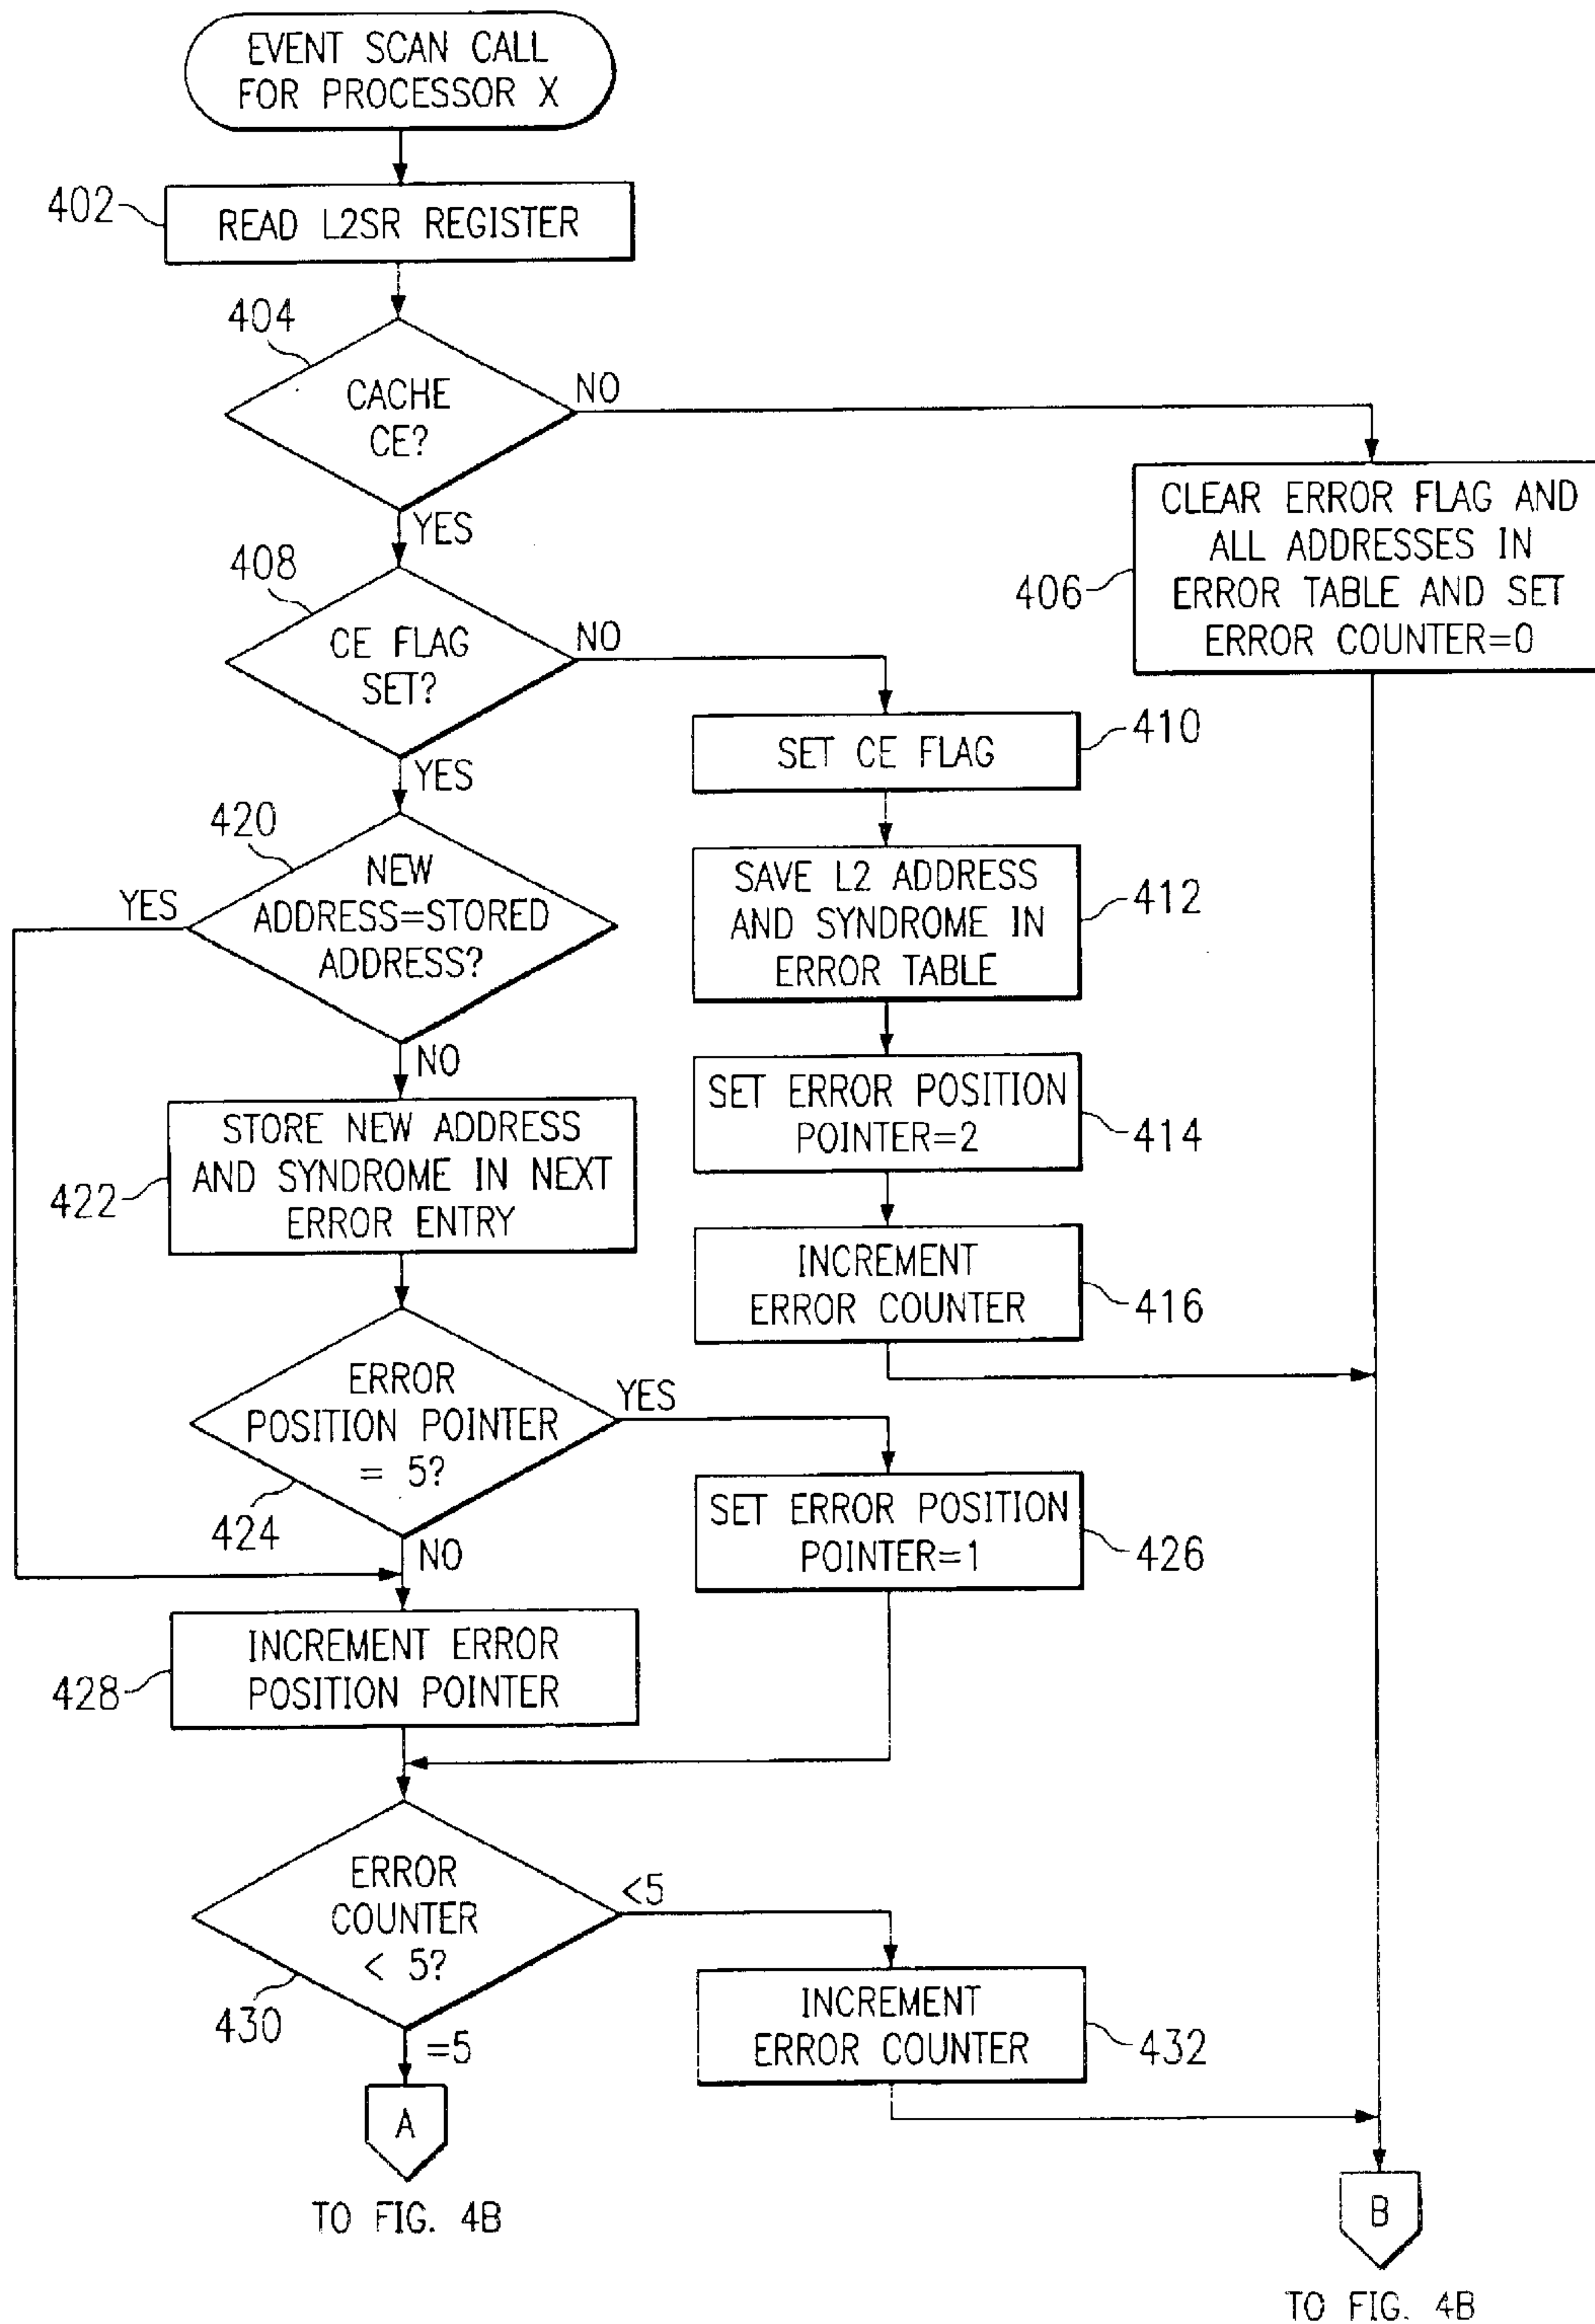 EVENT SCAN CALL
FOR PROCESSOR X
402
READ L2SR REGISTER
404
CACHE
CE?
NO
YES
CLEAR ERROR FLAG AND
ALL ADDRESSES IN
ERROR TABLE AND SET
ERROR COUNTER=0
406
408
CE FLAG
SET?
NO
YES
SET CE FLAG
410
420
NEW
ADDRESS=STORED
ADDRESS?
YES
NO
SAVE L2 ADDRESS
AND SYNDROME IN
ERROR TABLE
412
SET ERROR POSITION
POINTER=2
414
422
STORE NEW ADDRESS
AND SYNDROME IN NEXT
ERROR ENTRY
INCREMENT
ERROR COUNTER
416
ERROR
POSITION POINTER
= 5?
YES
424
NO
SET ERROR POSITION
POINTER=1
426
428
INCREMENT ERROR
POSITION POINTER
ERROR
COUNTER
< 5?
<5
430
=5
INCREMENT
ERROR COUNTER
432
A
TO FIG. 4B
B
TO FIG. 4B